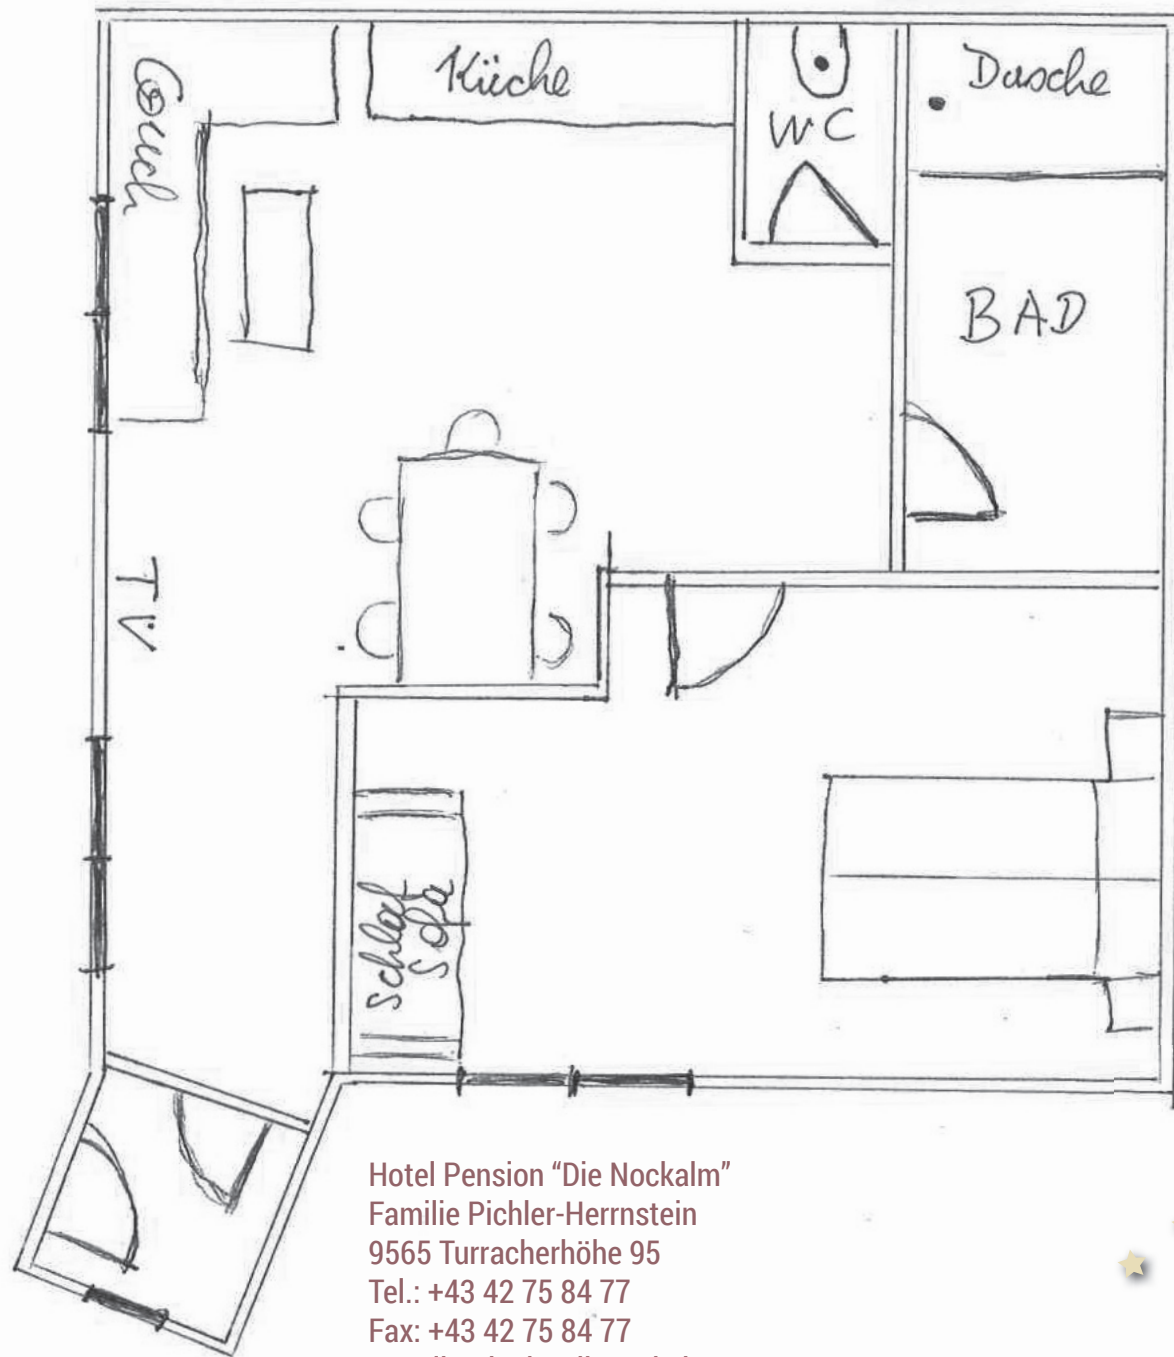 Couch
Küche
WC
Dusche
BAD
T.V.
Schlaf
Sofa
Hotel Pension “Die Nockalm”
Familie Pichler-Herrnstein
9565 Turracherhöhe 95
Tel.: +43 42 75 84 77
Fax: +43 42 75 84 77